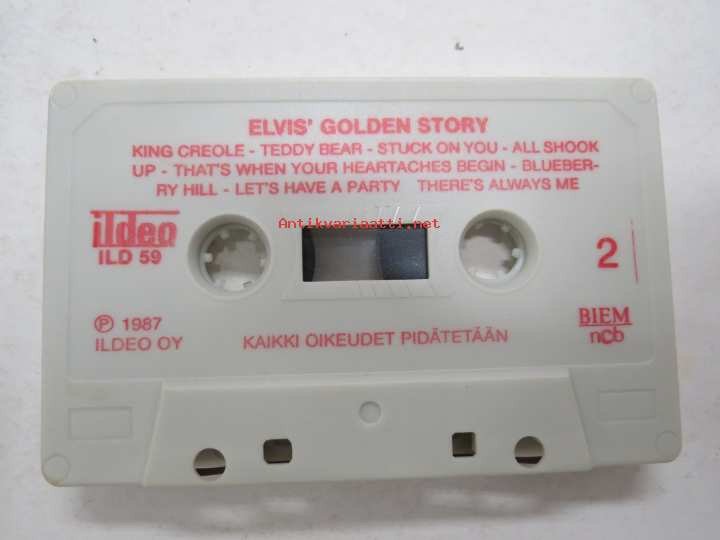 ELVIS' GOLDEN STORY
KING CREOLE - TEDDY BEAR - STUCK ON YOU - ALL SHOOK
UP - THAT'S WHEN YOUR HEARTACHES BEGIN - BLUEBER-
RY HILL - LET'S HAVE A PARTY THERE'S ALWAYS ME
Antikvariaatti.net
ildeo
ILD 59
2
℗ 1987
ILDEO OY
KAIKKI OIKEUDET PIDÄTETÄÄN
BIEM
ncb